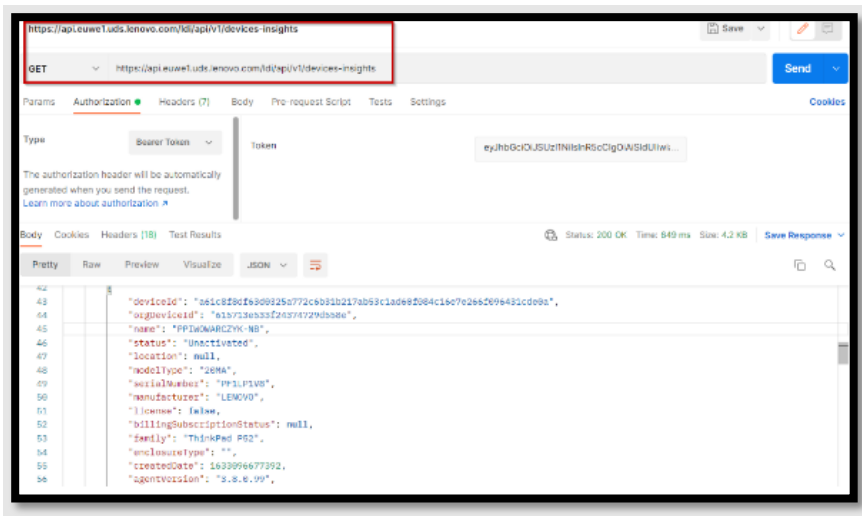 https://api.euwe1.uds.lenovo.com/ldi/api/v1/devices-insights
Save
GET https://api.euwe1.uds.lenovo.com/ldi/api/v1/devices-insights Send
Params Authorization Headers (7) Body Pre-request Script Tests Settings Cookies
Type Bearer Token Token
The authorization header will be automatically
generated when you send the request.
Learn more about authorization
Body Cookies Headers (18) Test Results Status: 200 OK Time: 849 ms Size: 4.2 KB Save Response
Pretty Raw Preview Visualize JSON
42
43 "deviceId":
44 "orgDeviceId":
45 "name": "PPIWOWARCZYK-NB",
46 "status": "Unactivated",
47 "location": null,
48 "modelType": "20MA",
49 "serialNumber": "PF1LP1V8",
50 "manufacturer": "LENOVO",
51 "license": false,
52 "billingSubscriptionStatus": null,
53 "family": "ThinkPad P52",
54 "enclosureType": "",
55 "createdDate": 1633096677392,
56 "agentVersion": "3.8.0.99",